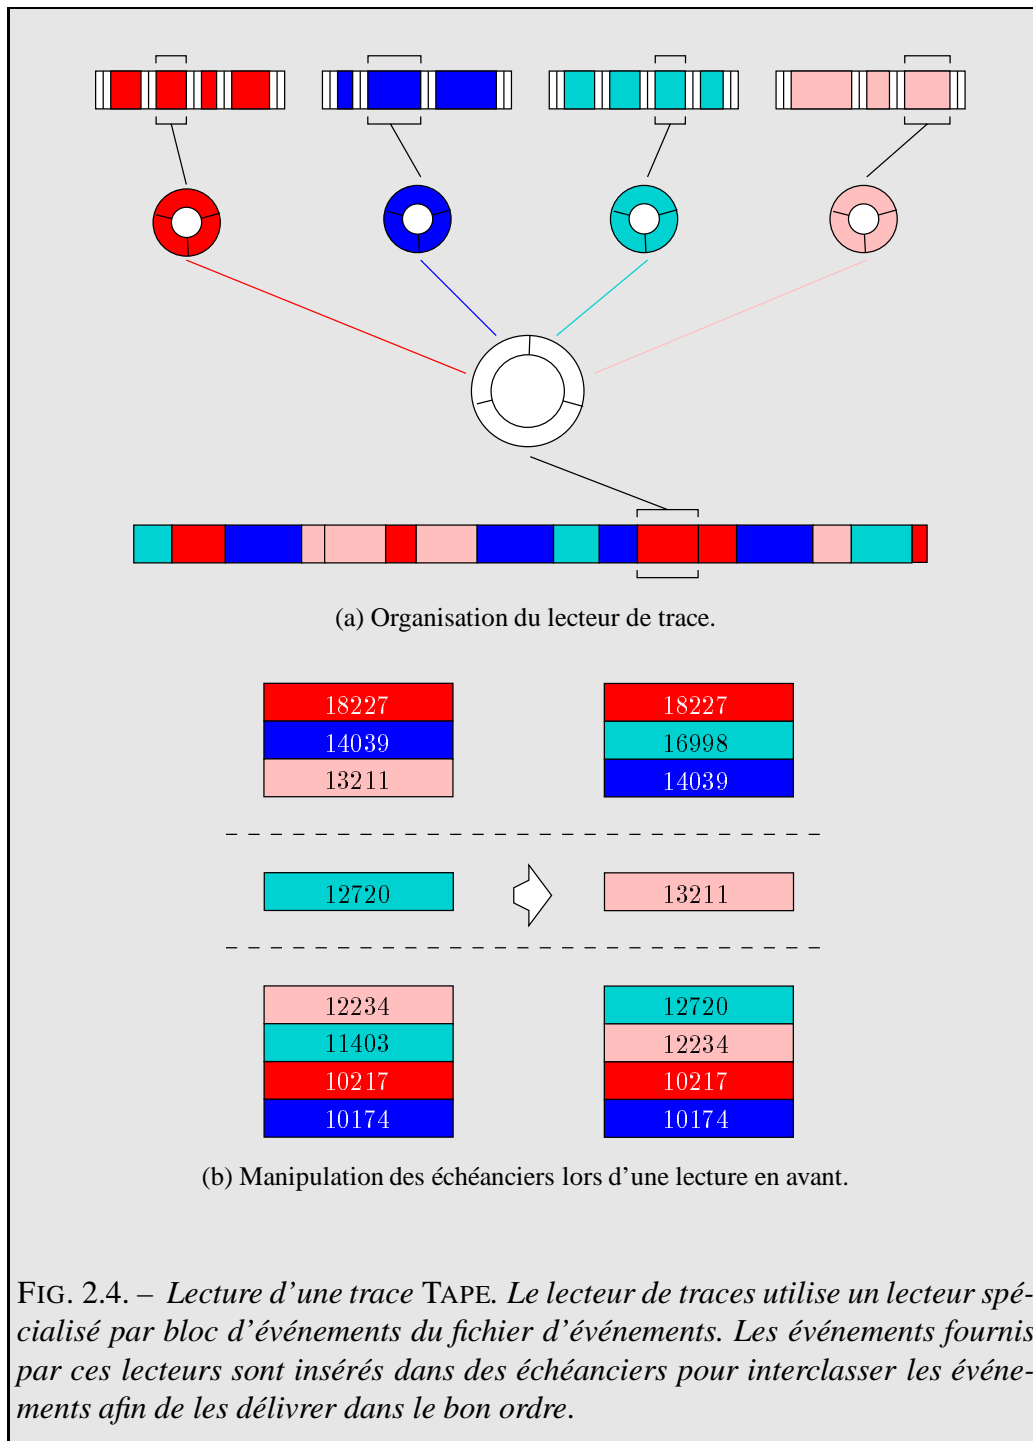 (a) Organisation du lecteur de trace.
18227 18227
14039 16998
13211 14039
12720 13211
12234 12720
11403 12234
10217 10217
10174 10174
(b) Manipulation des échéanciers lors d'une lecture en avant.
FIG. 2.4. – Lecture d'une trace TAPE. Le lecteur de traces utilise un lecteur spé-
cialisé par bloc d'événements du fichier d'événements. Les événements fournis
par ces lecteurs sont insérés dans des échéanciers pour interclasser les événe-
ments afin de les délivrer dans le bon ordre.